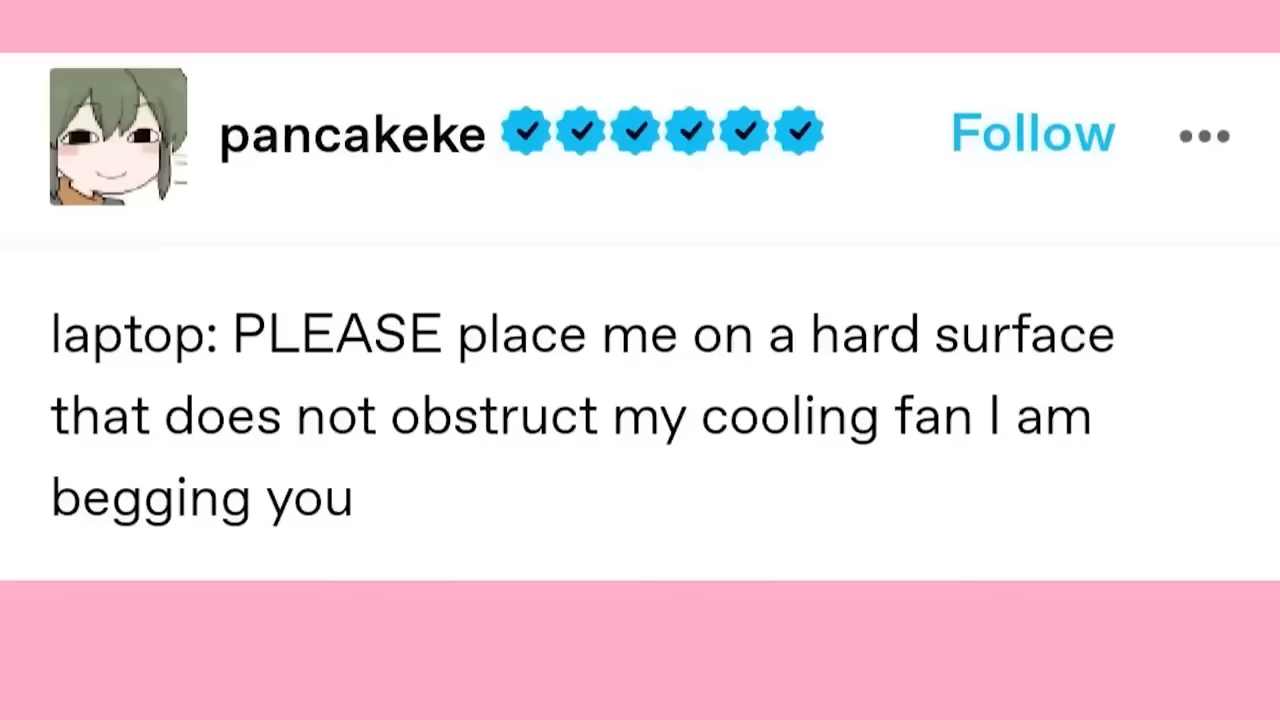 pancakeke
Follow
laptop: PLEASE place me on a hard surface
that does not obstruct my cooling fan I am
begging you